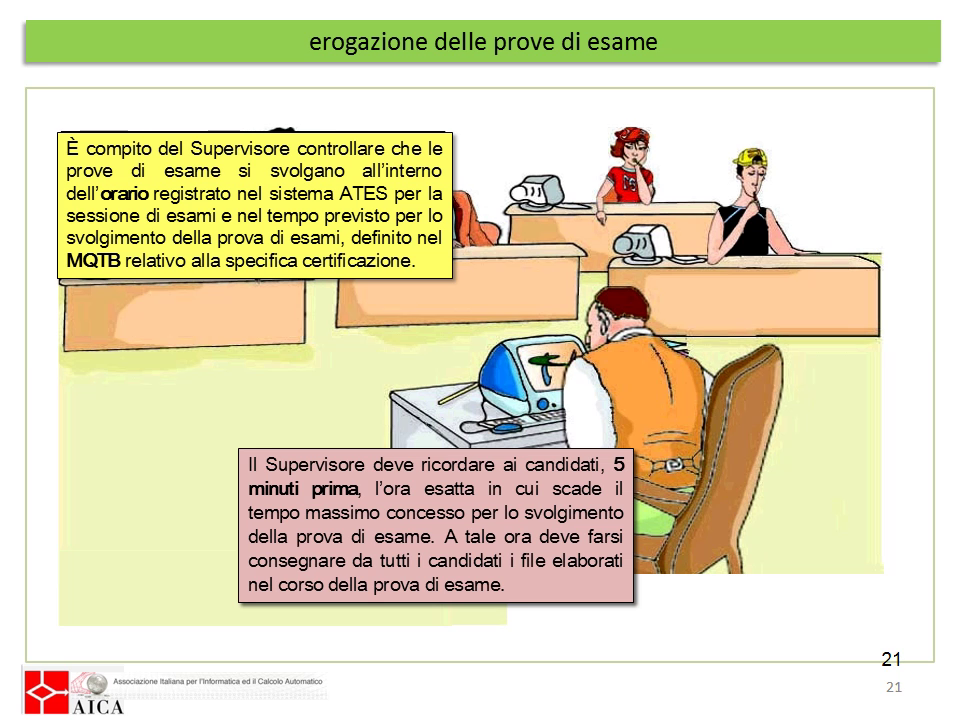 erogazione delle prove di esame
È compito del Supervisore controllare che le
prove di esame si svolgano all’interno
dell’orario registrato nel sistema ATES per la
sessione di esami e nel tempo previsto per lo
svolgimento della prova di esami, definito nel
MQTB relativo alla specifica certificazione.
Il Supervisore deve ricordare ai candidati, 5
minuti prima, l’ora esatta in cui scade il
tempo massimo concesso per lo svolgimento
della prova di esame. A tale ora deve farsi
consegnare da tutti i candidati i file elaborati
nel corso della prova di esame.
21
21
Associazione Italiana per l'Informatica ed il Calcolo Automatico
AICA